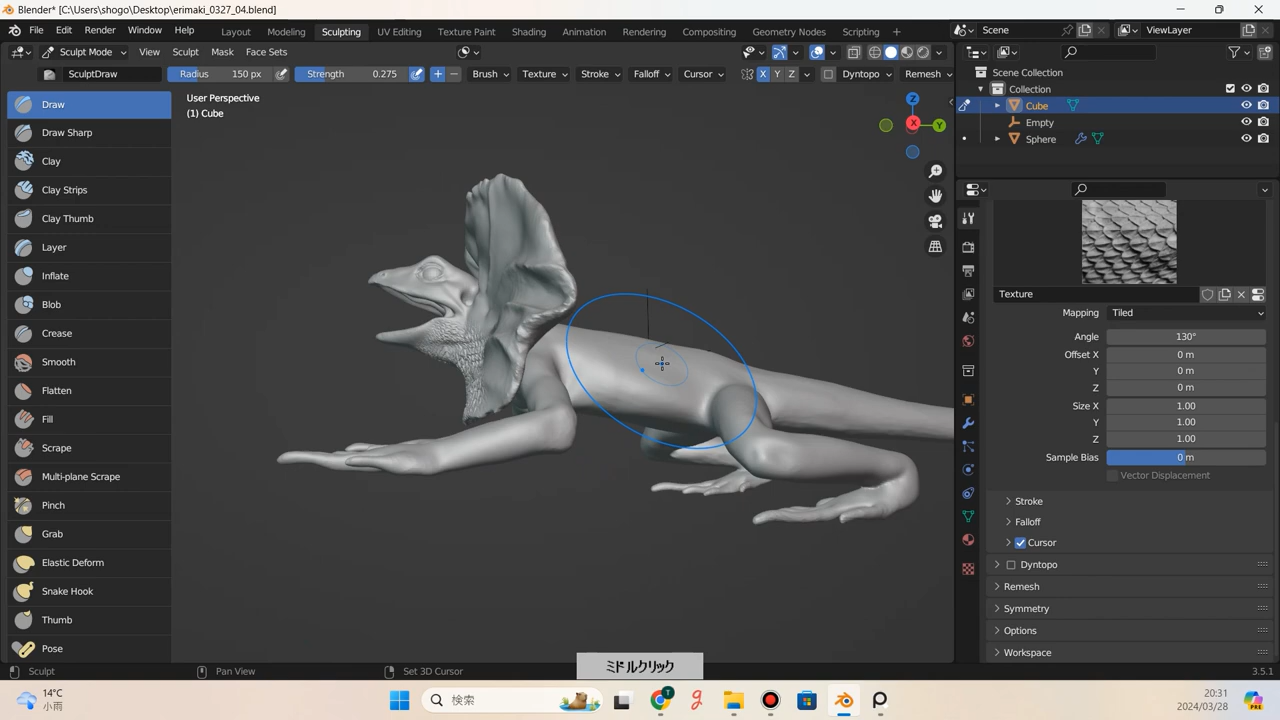 Blender* [C:\Users\shogo\Desktop\erimaki_0327_04.blend]
File Edit Render Window Help Layout Modeling Sculpting UV Editing Texture Paint Shading Animation Rendering Compositing Geometry Nodes Scripting + Scene ViewLayer
Sculpt Mode View Sculpt Mask Face Sets
SculptDraw Radius 150 px Strength 0.275 + − Brush Texture Stroke Falloff Cursor X Y Z Dyntopo Remesh
User Perspective
(1) Cube
Draw
Draw Sharp
Clay
Clay Strips
Clay Thumb
Layer
Inflate
Blob
Crease
Smooth
Flatten
Fill
Scrape
Multi-plane Scrape
Pinch
Grab
Elastic Deform
Snake Hook
Thumb
Pose
Z
X
Y
Scene Collection
Collection
Cube
Empty
Sphere
Texture
Mapping Tiled
Angle 130°
Offset X 0 m
Y 0 m
Z 0 m
Size X 1.00
Y 1.00
Z 1.00
Sample Bias 0 m
Vector Displacement
Stroke
Falloff
Cursor
Dyntopo
Remesh
Symmetry
Options
Workspace
ミドルクリック
Sculpt Pan View Set 3D Cursor 3.5.1
14°C
小雨
検索
20:31
2024/03/28